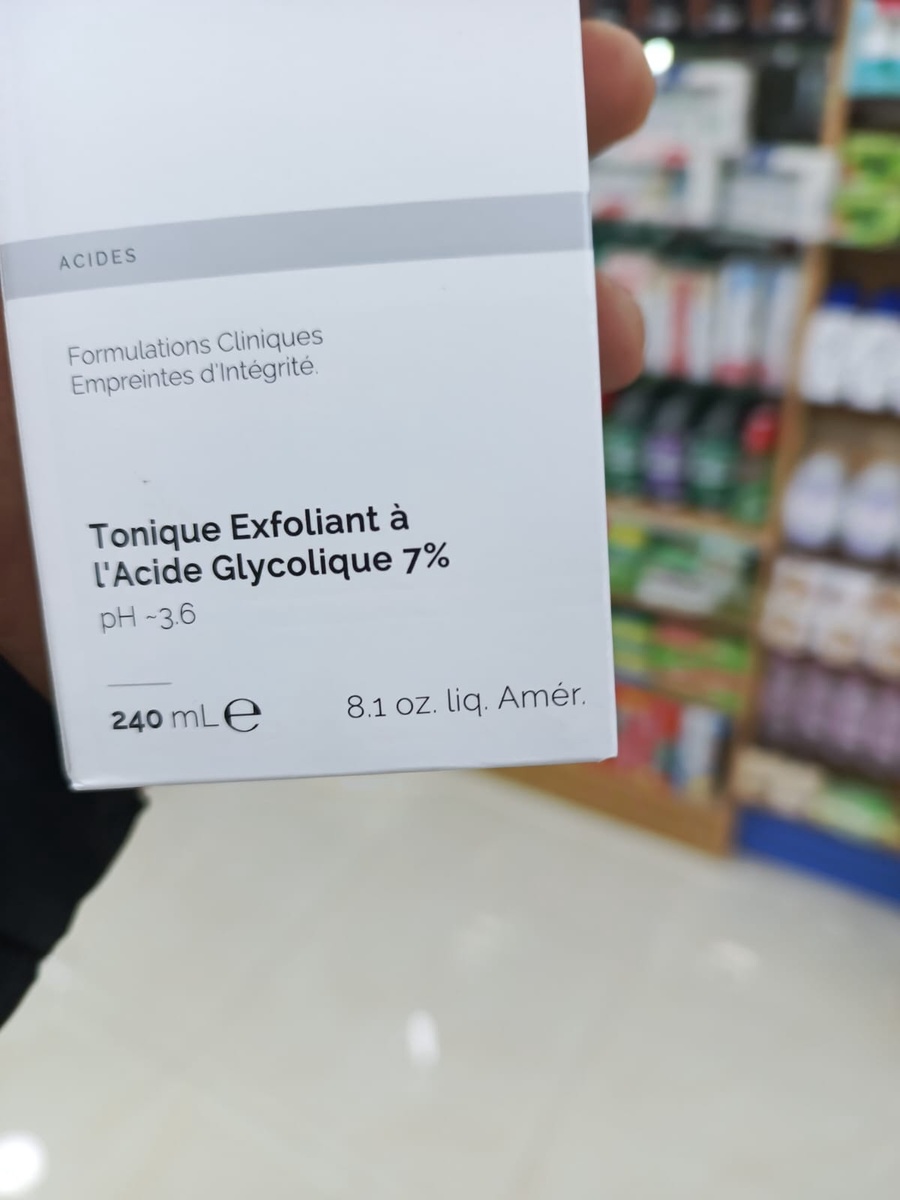 ACIDES
Formulations Cliniques
Empreintes d'Intégrité.
Tonique Exfoliant à
l'Acide Glycolique 7%
pH ~3.6
240 mL ℮
8.1 oz. liq. Amér.